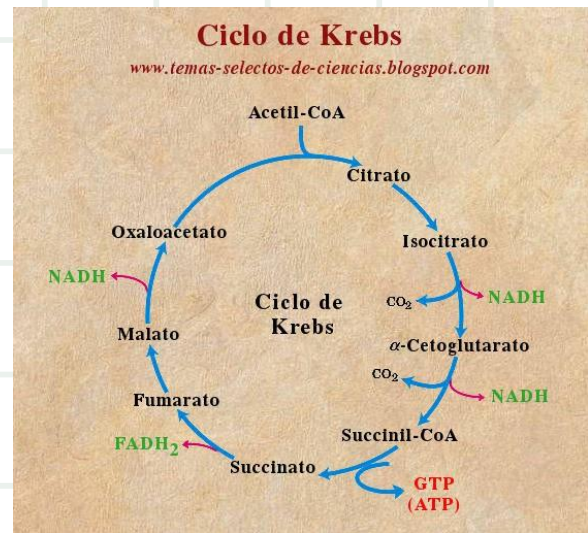 Ciclo de Krebs
www.temas-selectos-de-ciencias.blogspot.com
Acetil-CoA
Citrato
Oxaloacetato
Isocitrato
NADH
CO₂
NADH
Ciclo de
Krebs
Malato
α-Cetoglutarato
CO₂
NADH
Fumarato
Succinil-CoA
FADH₂
Succinato
GTP
(ATP)